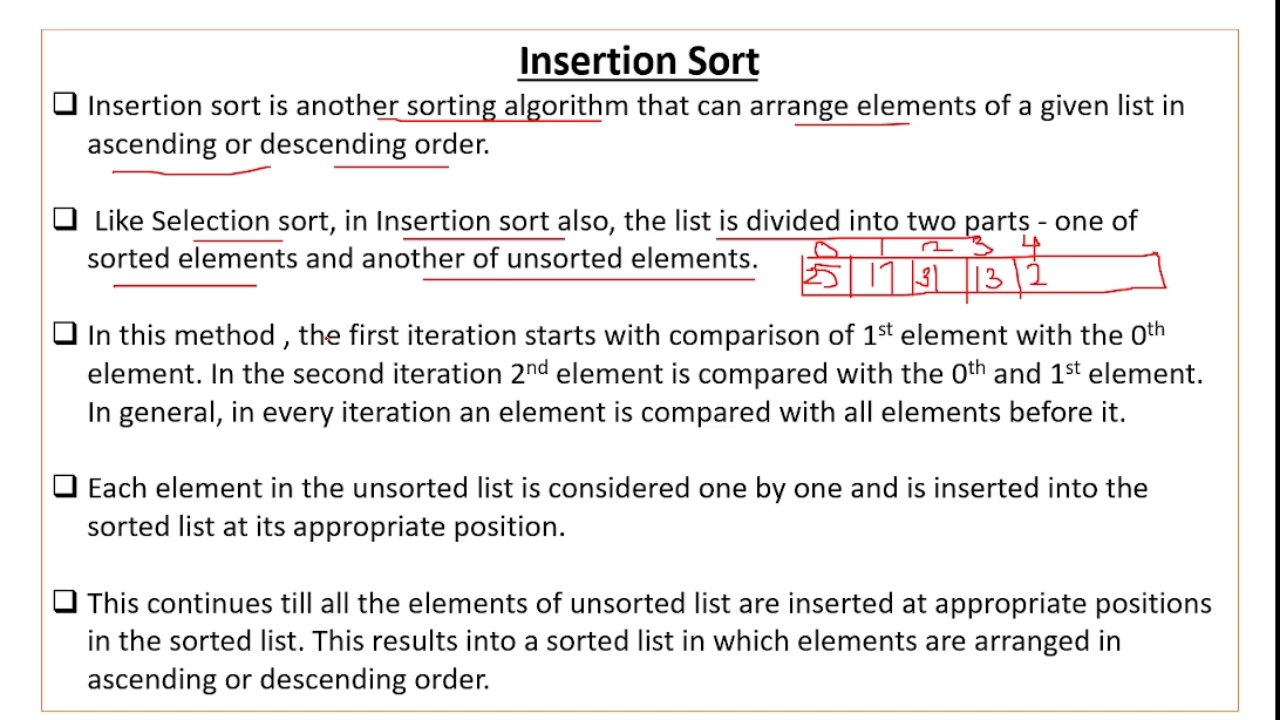 Insertion Sort
❑ Insertion sort is another sorting algorithm that can arrange elements of a given list in
ascending or descending order.
❑ Like Selection sort, in Insertion sort also, the list is divided into two parts - one of
sorted elements and another of unsorted elements.
0 1 2 3 4
25 17 31 13 2
❑ In this method , the first iteration starts with comparison of 1st element with the 0th
element. In the second iteration 2nd element is compared with the 0th and 1st element.
In general, in every iteration an element is compared with all elements before it.
❑ Each element in the unsorted list is considered one by one and is inserted into the
sorted list at its appropriate position.
❑ This continues till all the elements of unsorted list are inserted at appropriate positions
in the sorted list. This results into a sorted list in which elements are arranged in
ascending or descending order.